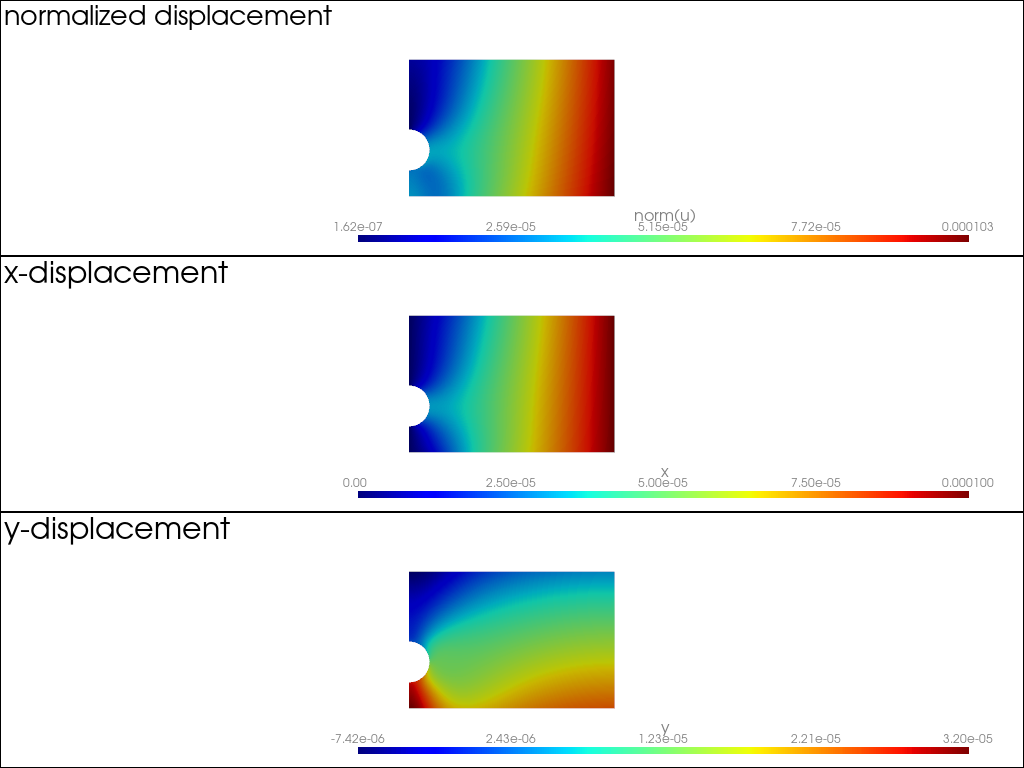 normalized displacement
norm(u)
1.62e-07 2.59e-05 5.15e-05 7.72e-05 0.000103
x-displacement
x
0.00 2.50e-05 5.00e-05 7.50e-05 0.000100
y-displacement
y
-7.42e-06 2.43e-06 1.23e-05 2.21e-05 3.20e-05